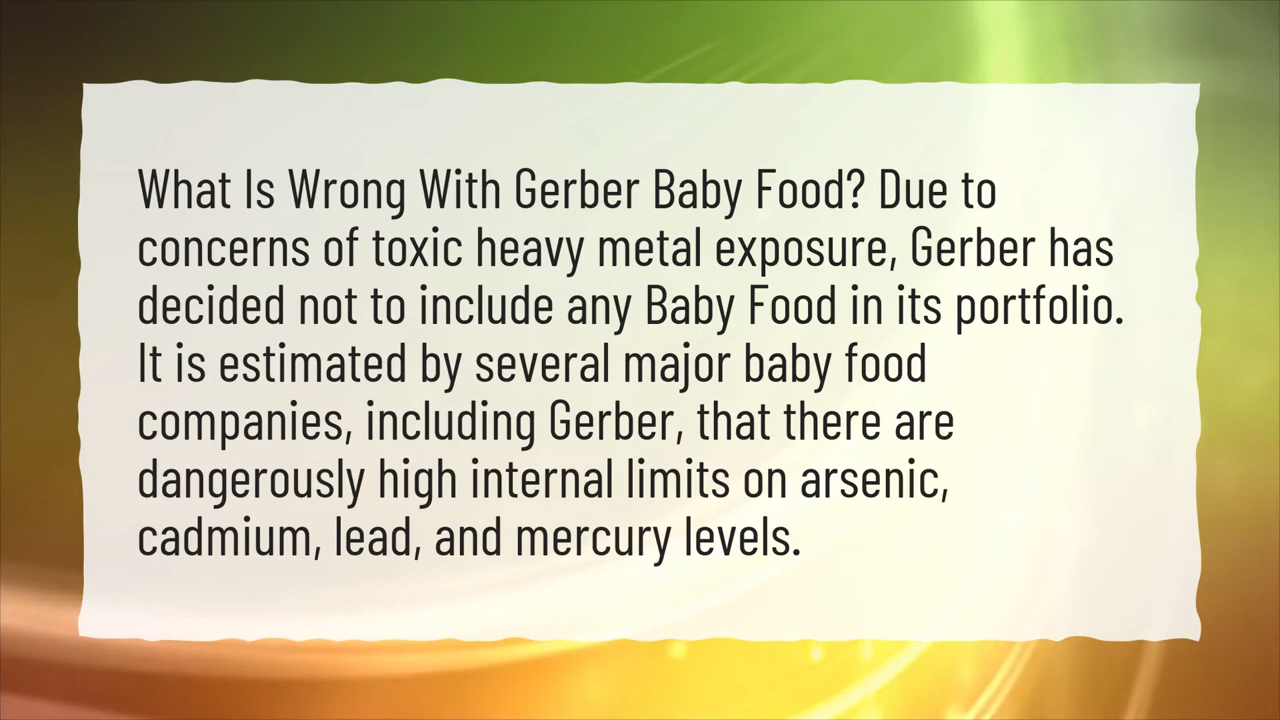 What Is Wrong With Gerber Baby Food? Due to
concerns of toxic heavy metal exposure, Gerber has
decided not to include any Baby Food in its portfolio.
It is estimated by several major baby food
companies, including Gerber, that there are
dangerously high internal limits on arsenic,
cadmium, lead, and mercury levels.